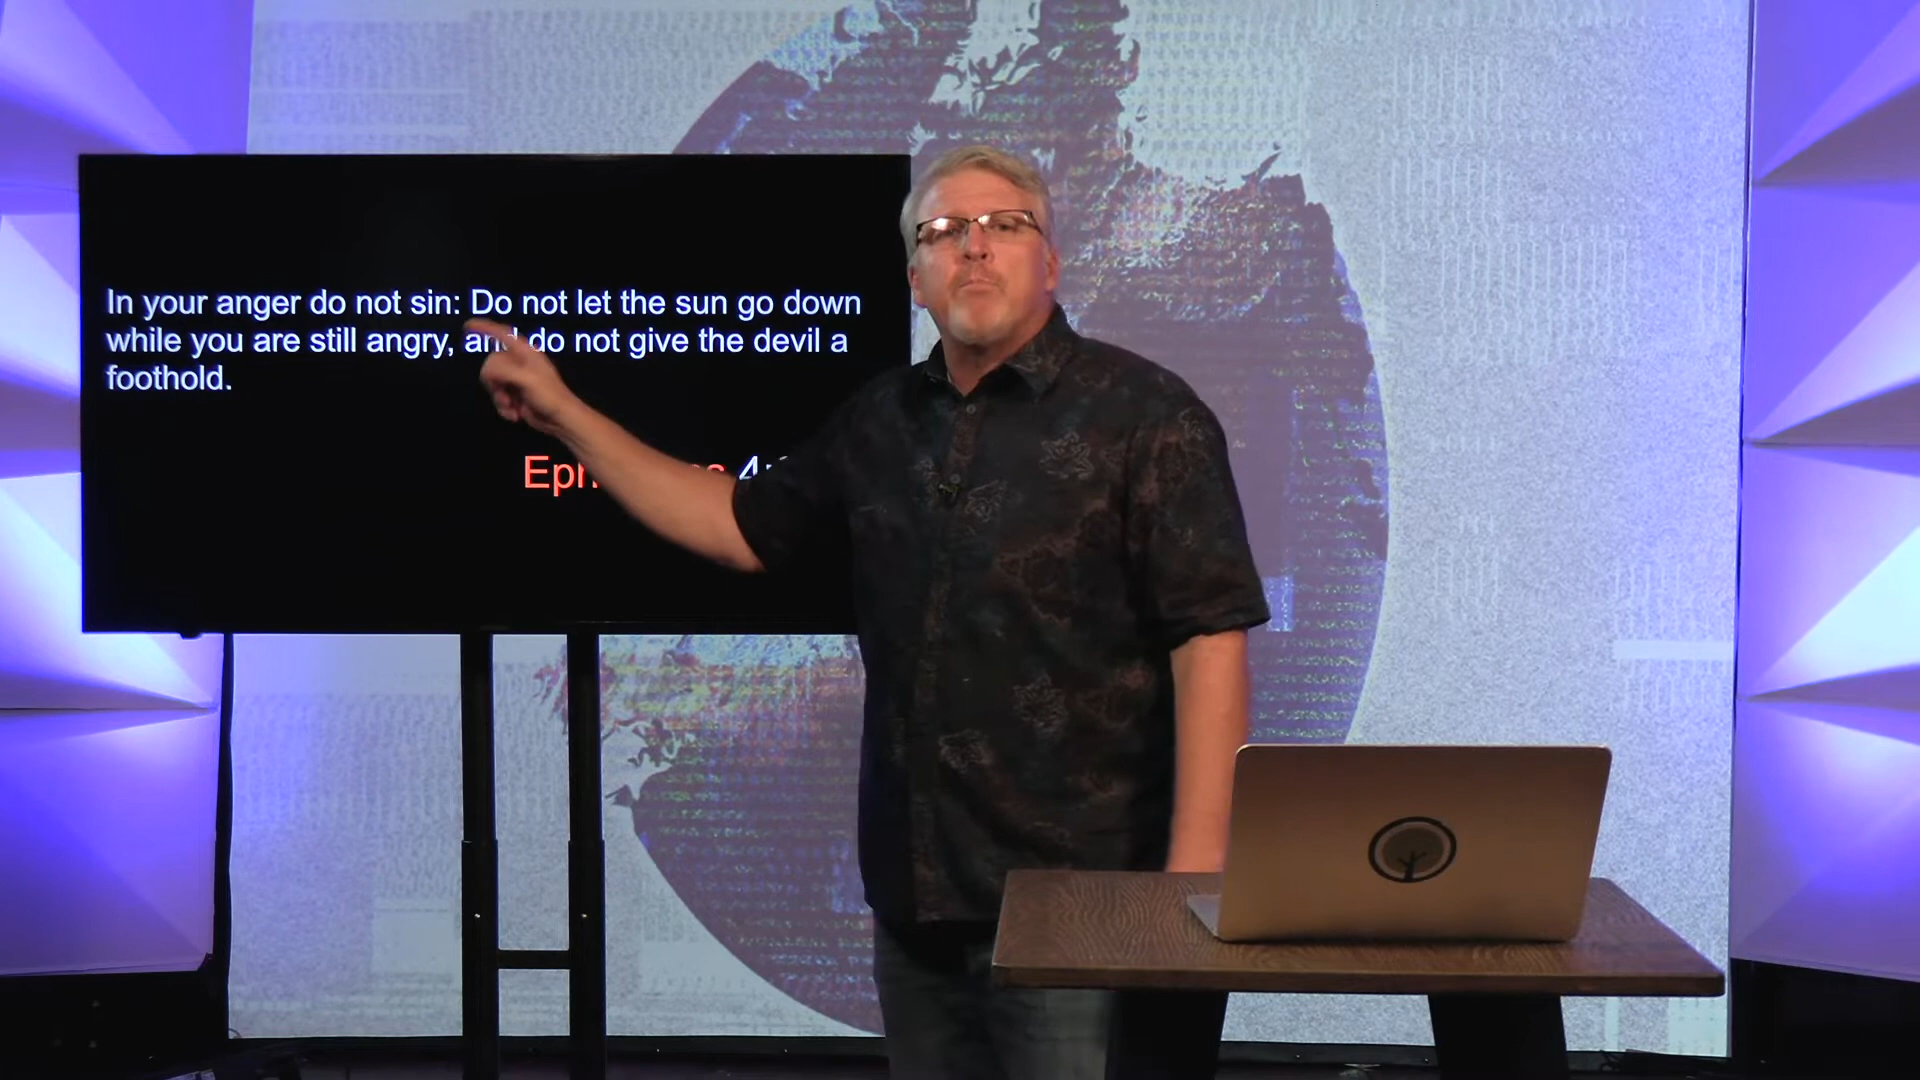 In your anger do not sin: Do not let the sun go down
while you are still angry, and do not give the devil a
foothold.